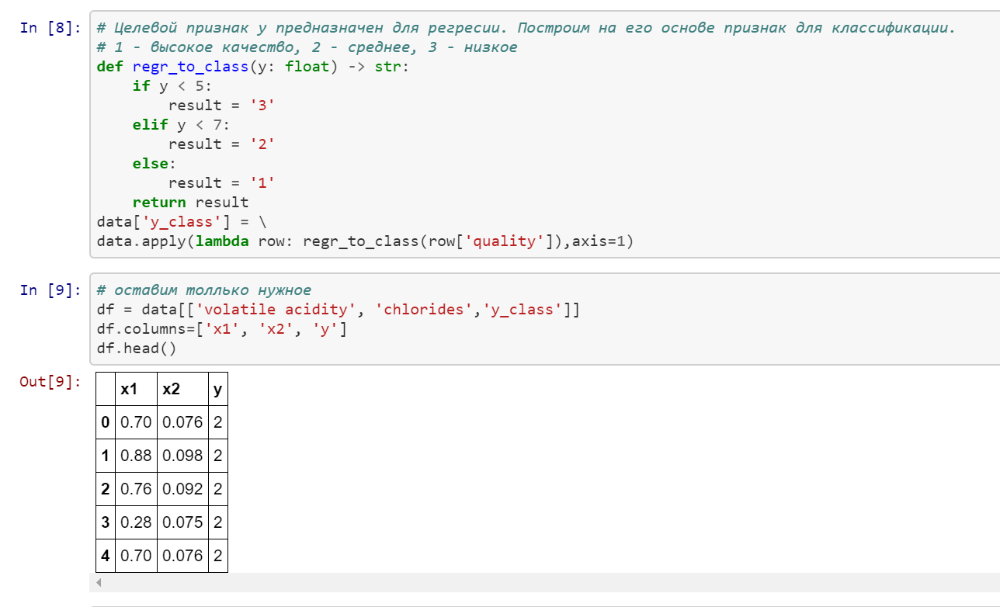 In [8]:
# Целевой признак y предназначен для регресии. Построим на его основе признак для классификации.
# 1 - высокое качество, 2 - среднее, 3 - низкое
def regr_to_class(y: float) -> str:
    if y < 5:
        result = '3'
    elif y < 7:
        result = '2'
    else:
        result = '1'
    return result
data['y_class'] = \
data.apply(lambda row: regr_to_class(row['quality']),axis=1)
In [9]:
# оставим толлько нужное
df = data[['volatile acidity', 'chlorides','y_class']]
df.columns=['x1', 'x2', 'y']
df.head()
Out[9]:
x1 x2 y
0 0.70 0.076 2
1 0.88 0.098 2
2 0.76 0.092 2
3 0.28 0.075 2
4 0.70 0.076 2